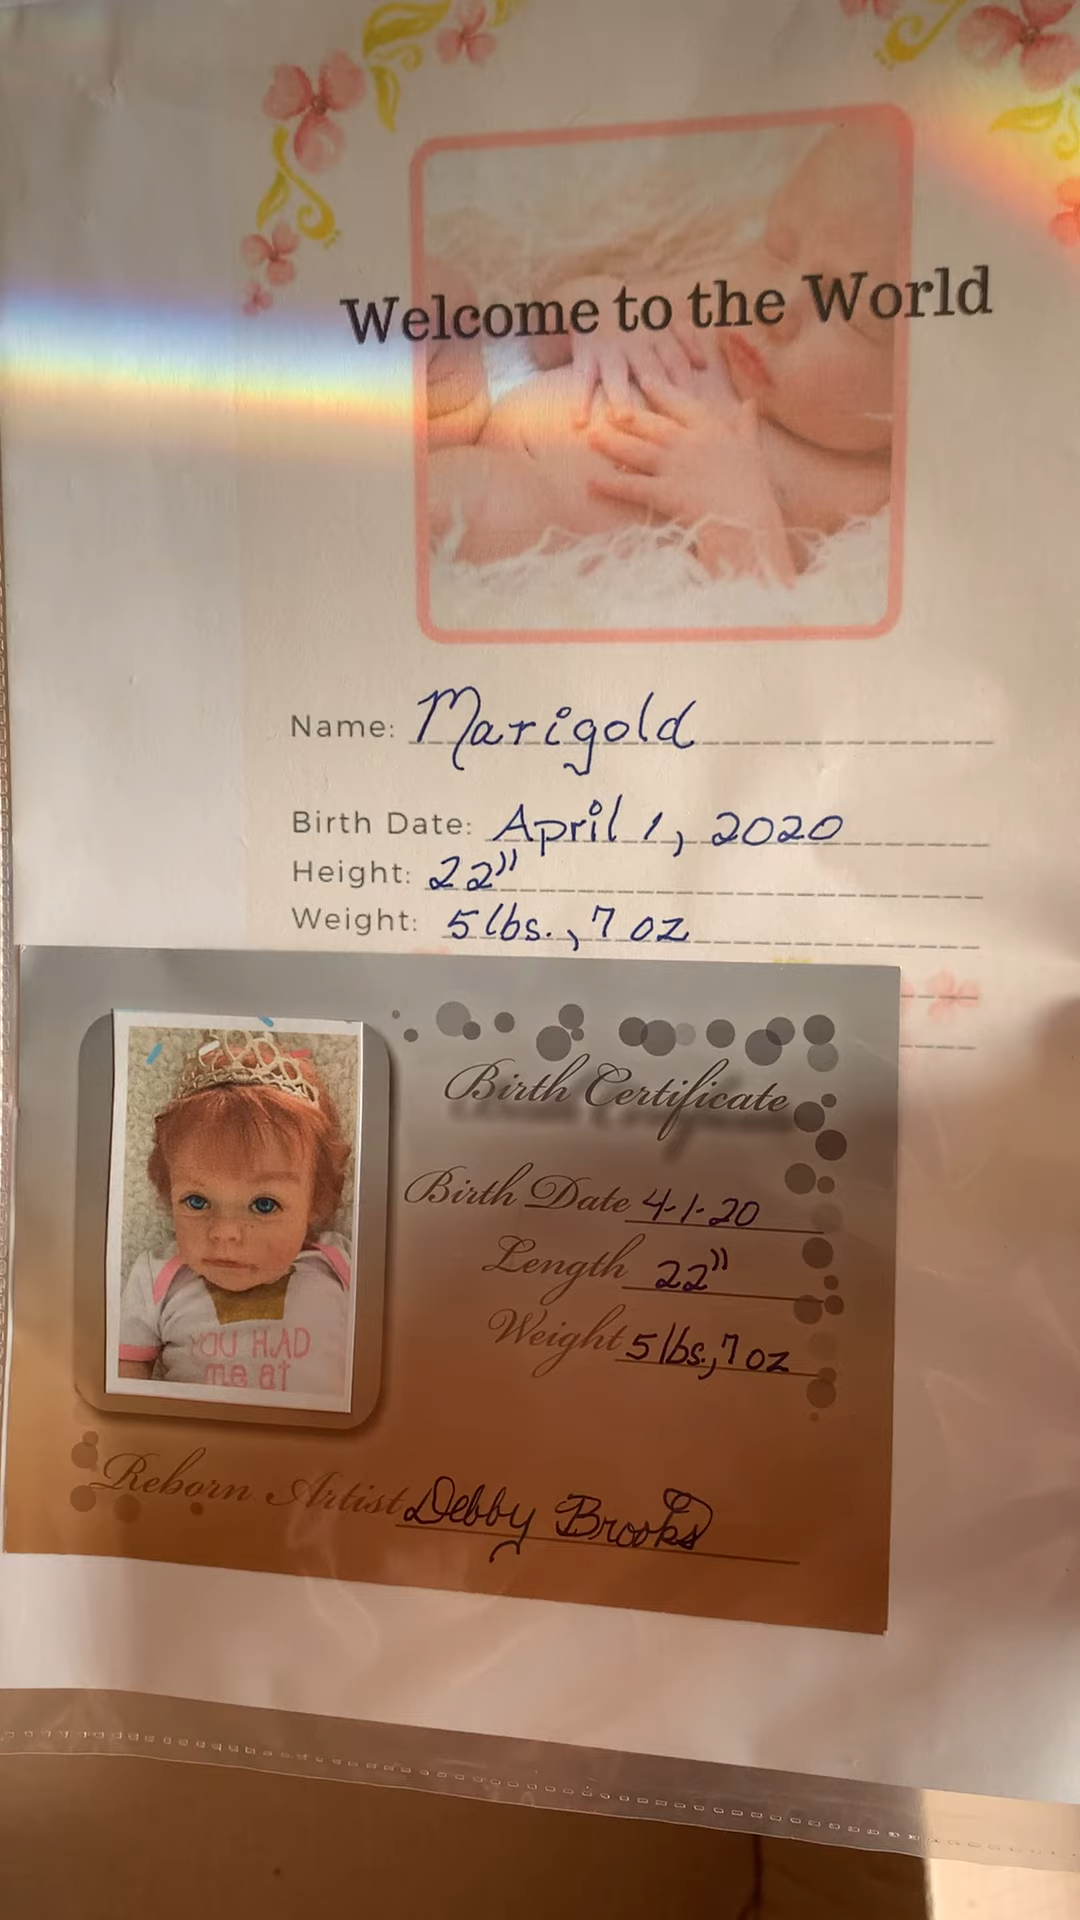 Welcome to the World
Name: Marigold
Birth Date: April 1, 2020
Height: 22"
Weight: 5 lbs., 7 oz
Birth Certificate
Birth Date 4-1-20
Length 22"
Weight 5 lbs., 7 oz
YOU HAD
me at
Reborn Artist Debby Brooks